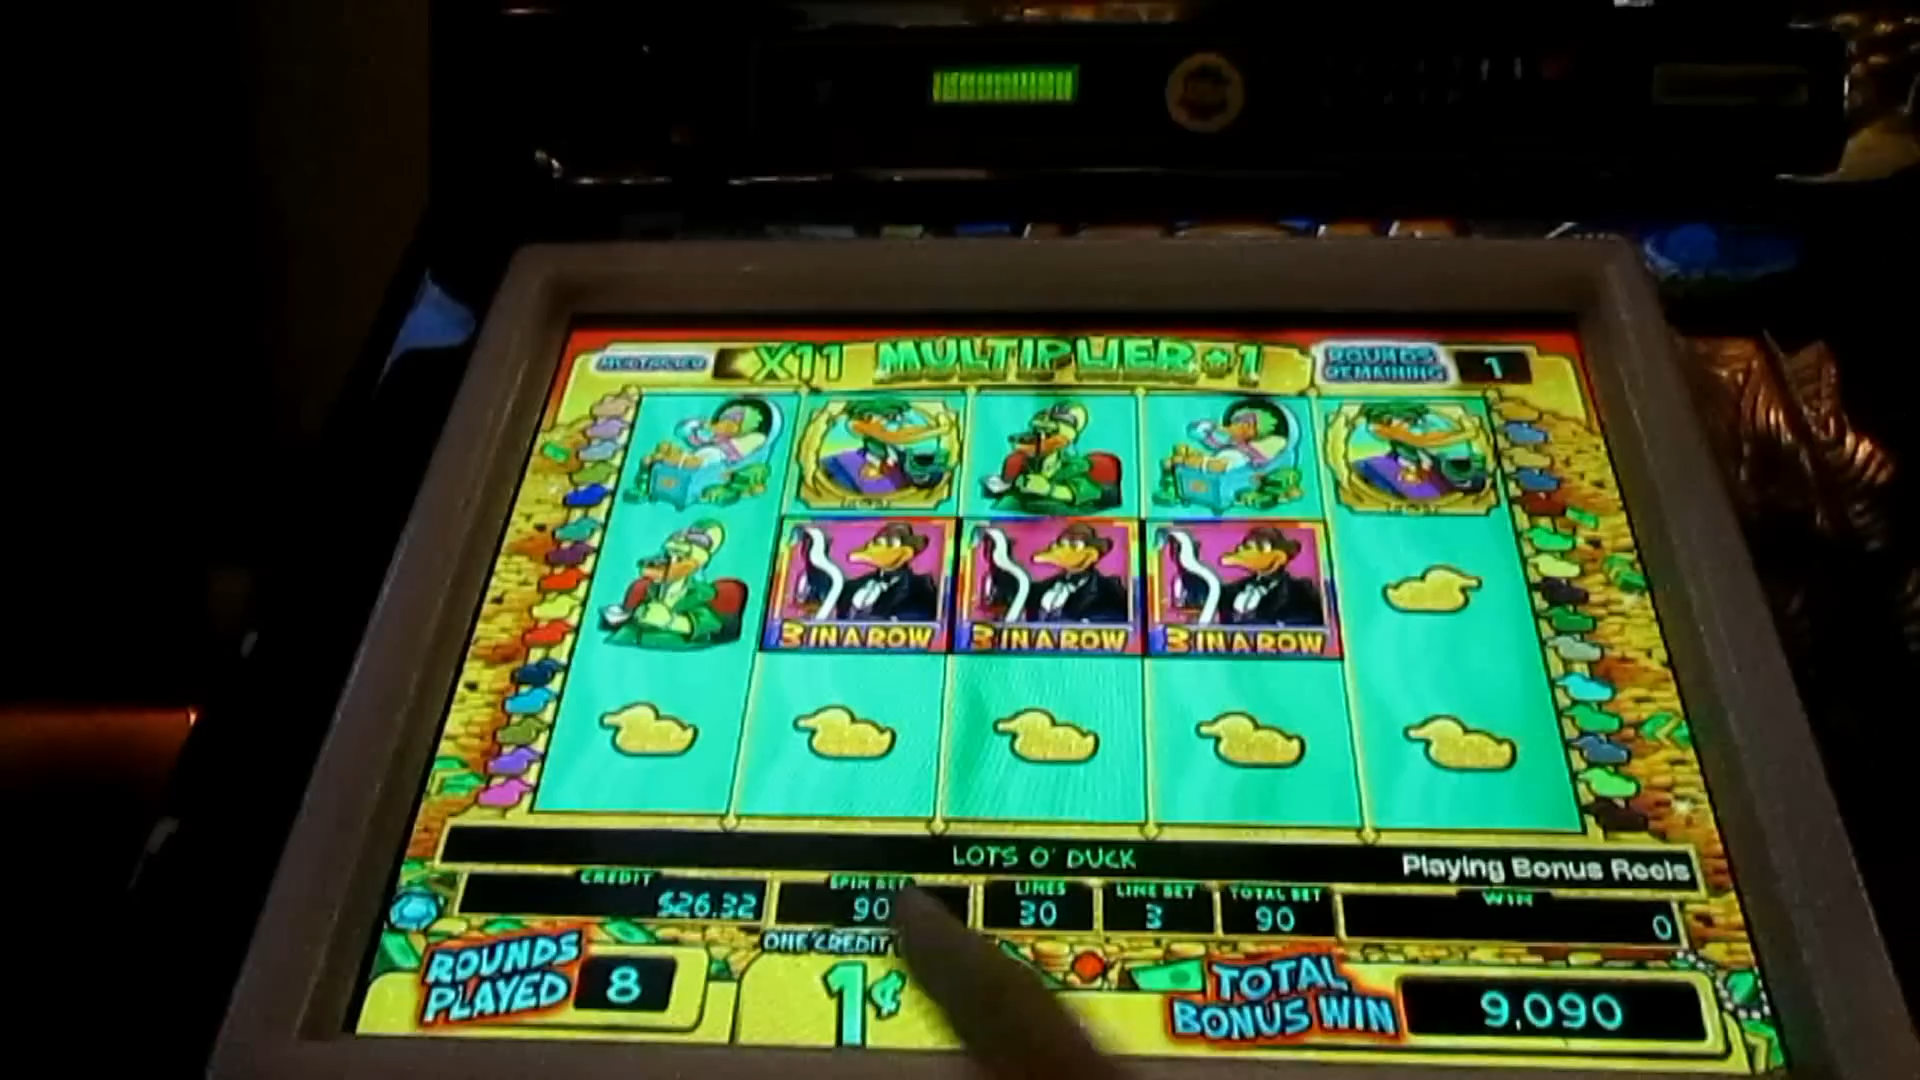 MULTIPLIER X11 MULTIPLIER +1 ROUNDS REMAINING 1
3 IN A ROW 3 IN A ROW 3 IN A ROW
LOTS O' DUCK
Playing Bonus Reels
CREDIT SPIN BET LINES LINE BET TOTAL BET WIN
$26.32 90 30 3 90 0
ROUNDS PLAYED 8
ONE CREDIT
1¢
TOTAL BONUS WIN 9,090